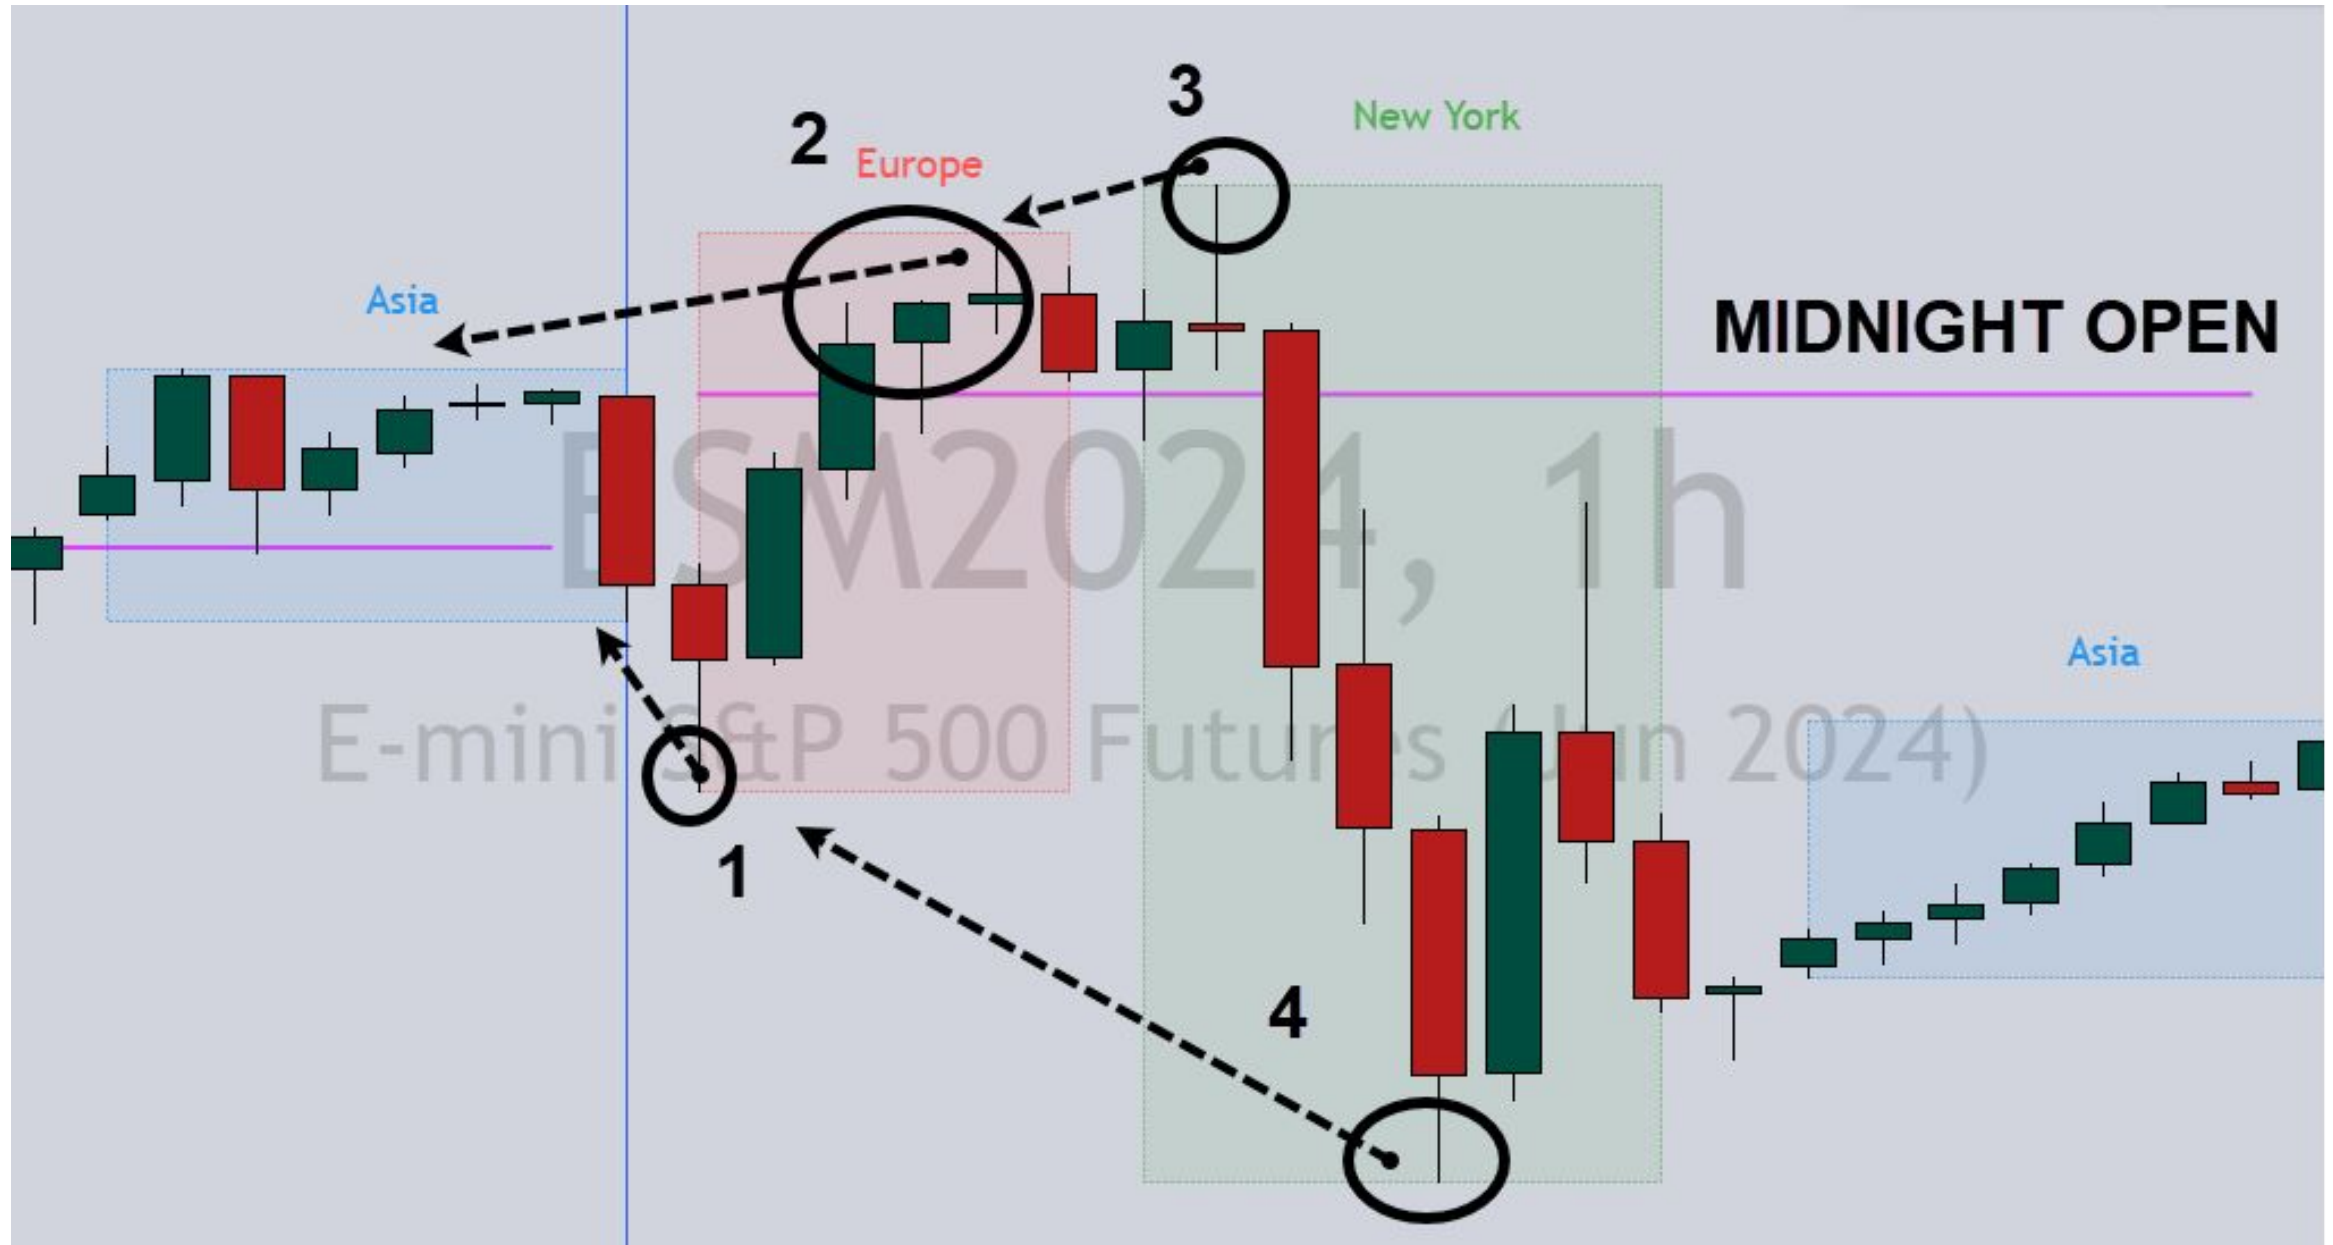 3
New York
2
Europe
Asia
MIDNIGHT OPEN
ESM2024, 1h
Asia
E-mini S&P 500 Futures (Jun 2024)
1
4